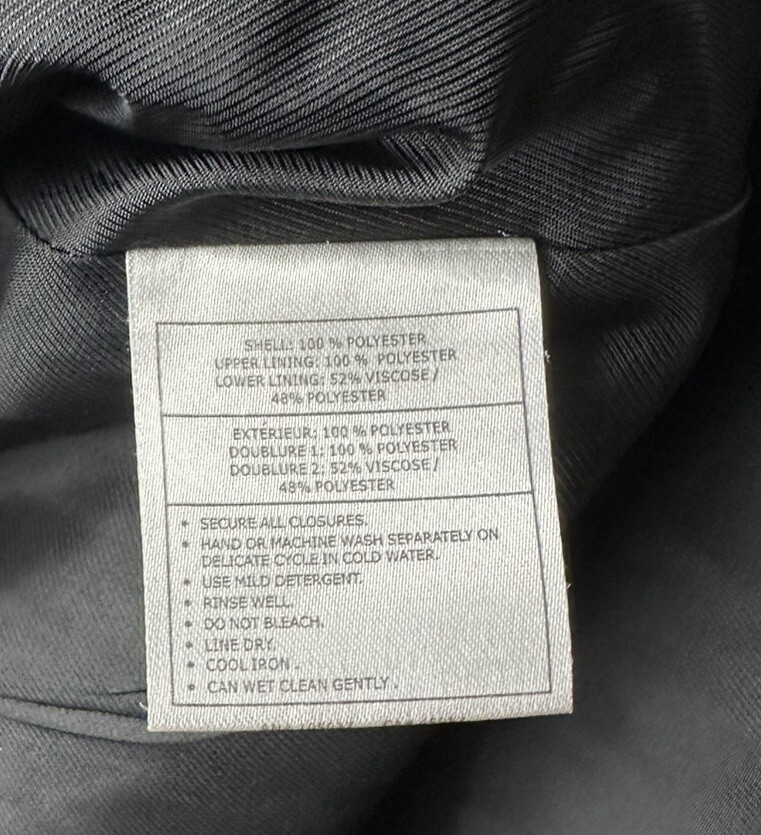 SHELL: 100 % POLYESTER
UPPER LINING: 100 % POLYESTER
LOWER LINING: 52% VISCOSE /
48% POLYESTER
EXTÉRIEUR: 100 % POLYESTER
DOUBLURE 1: 100 % POLYESTER
DOUBLURE 2: 52% VISCOSE /
48% POLYESTER
• SECURE ALL CLOSURES.
• HAND OR MACHINE WASH SEPARATELY ON
DELICATE CYCLE IN COLD WATER.
• USE MILD DETERGENT.
• RINSE WELL.
• DO NOT BLEACH.
• LINE DRY.
• COOL IRON .
• CAN WET CLEAN GENTLY .